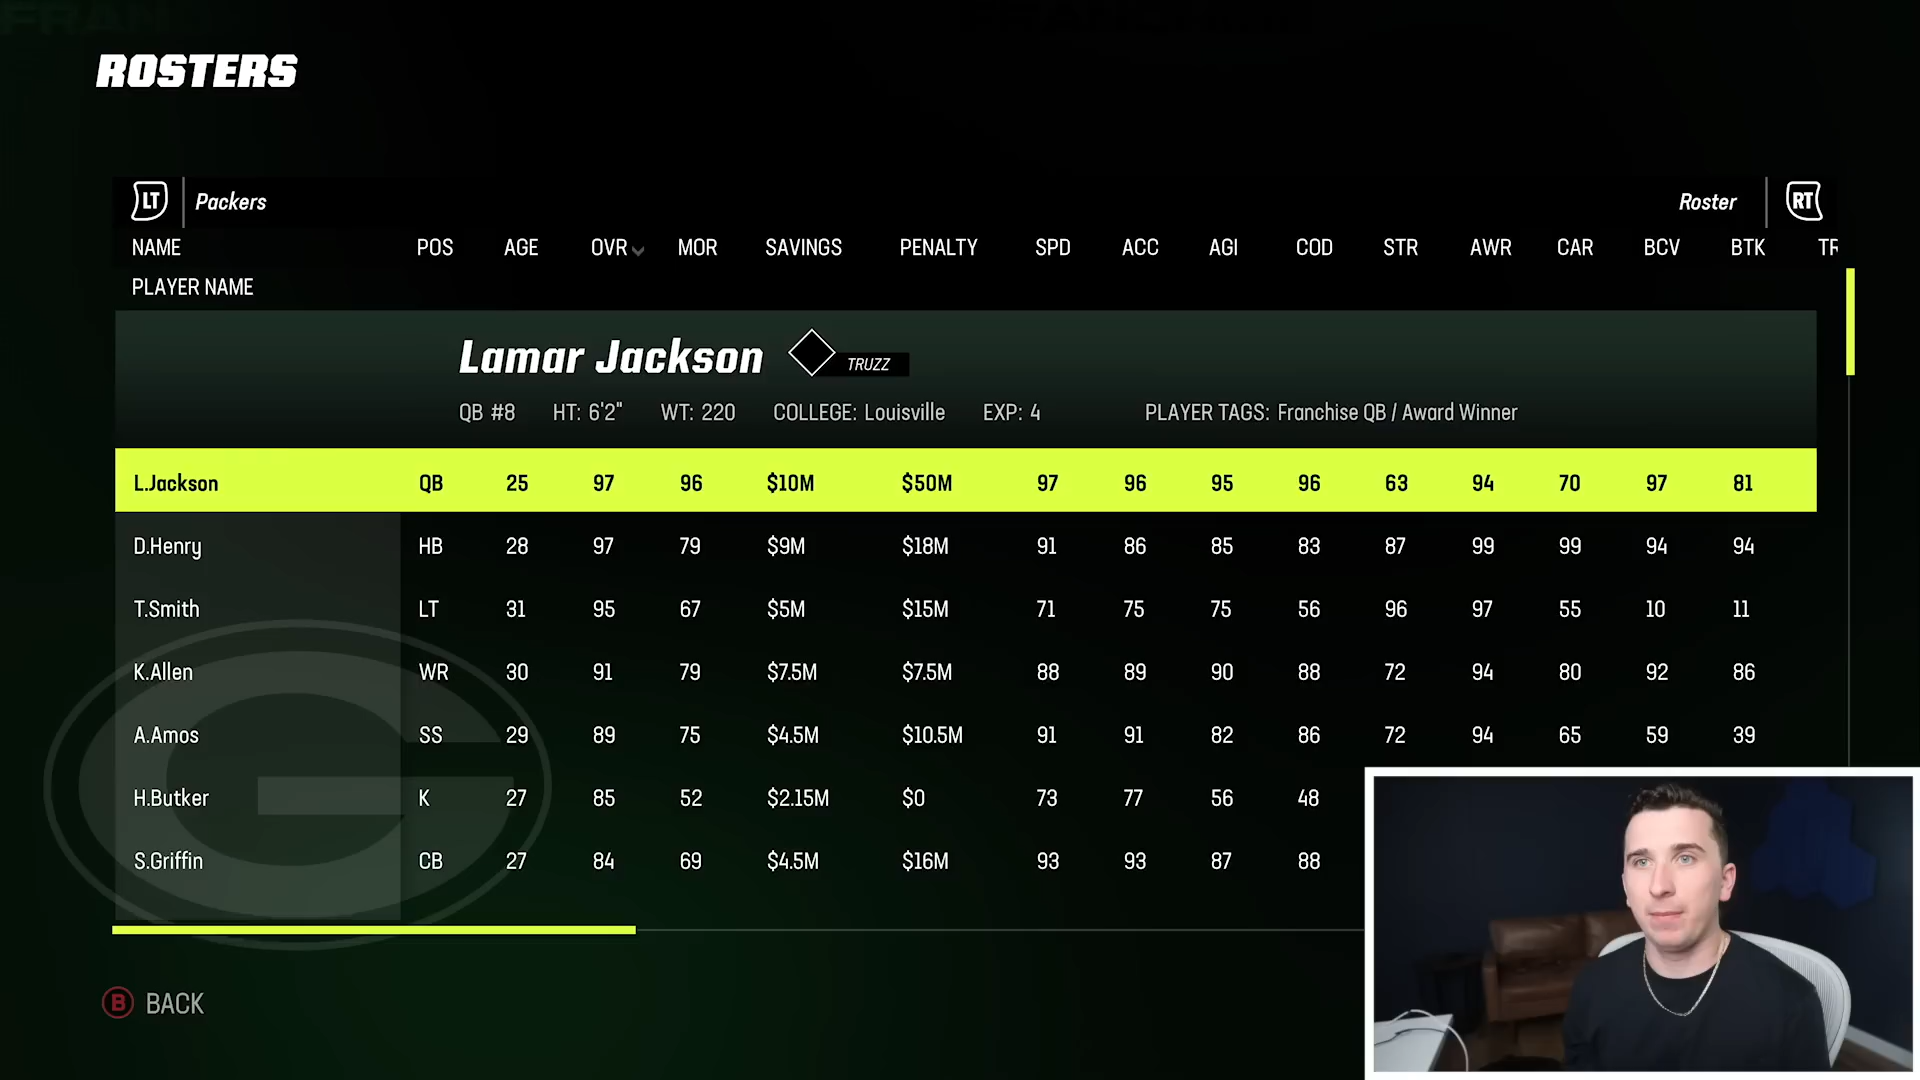 ROSTERS
LT Packers Roster RT
NAME POS AGE OVR MOR SAVINGS PENALTY SPD ACC AGI COD STR AWR CAR BCV BTK TR
PLAYER NAME
Lamar Jackson TRUZZ
QB #8 HT: 6'2" WT: 220 COLLEGE: Louisville EXP: 4 PLAYER TAGS: Franchise QB / Award Winner
L.Jackson QB 25 97 96 $10M $50M 97 96 95 96 63 94 70 97 81
D.Henry HB 28 97 79 $9M $18M 91 86 85 83 87 99 99 94 94
T.Smith LT 31 95 67 $5M $15M 71 75 75 56 96 97 55 10 11
K.Allen WR 30 91 79 $7.5M $7.5M 88 89 90 88 72 94 80 92 86
A.Amos SS 29 89 75 $4.5M $10.5M 91 91 82 86 72 94 65 59 39
H.Butker K 27 85 52 $2.15M $0 73 77 56 48
S.Griffin CB 27 84 69 $4.5M $16M 93 93 87 88
B BACK